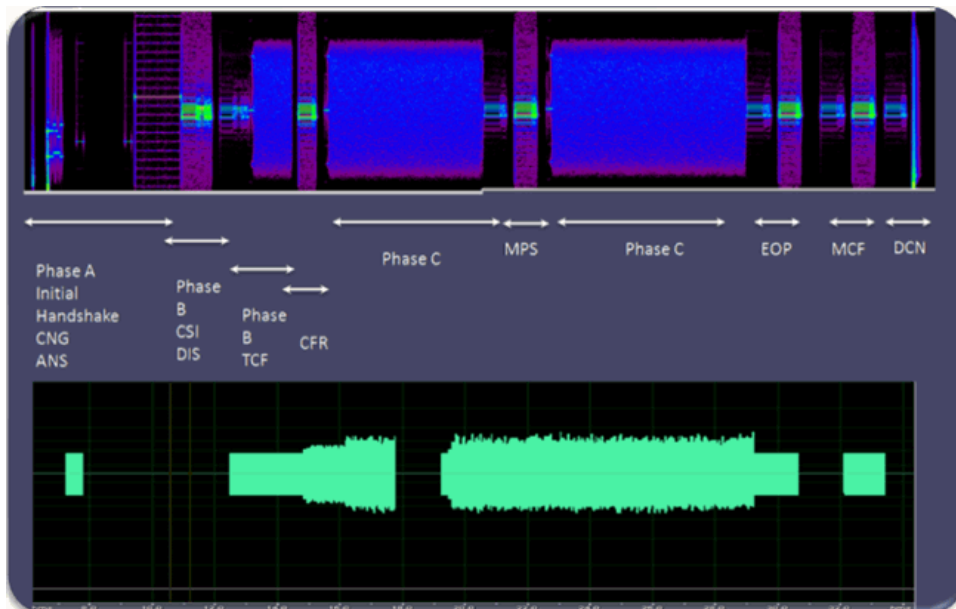 Phase A
Initial
Handshake
CNG
ANS
Phase
B
CSI
DIS
Phase
B
TCF
CFR
Phase C
MPS
Phase C
EOP
MCF
DCN